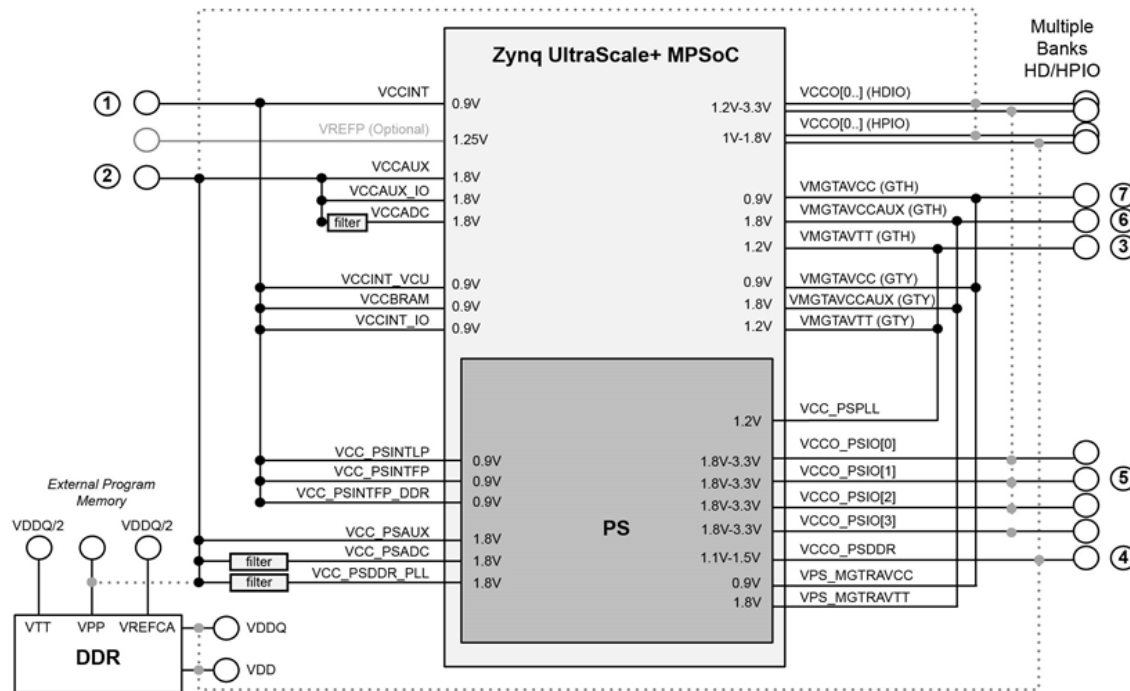 Zynq UltraScale+ MPSoC
Multiple
Banks
HD/HPIO
1
VCCINT
0.9V
VREFP (Optional)
1.25V
2
VCCAUX
1.8V
VCCAUX_IO
1.8V
VCCADC
filter
1.8V
VCCINT_VCU
0.9V
VCCBRAM
0.9V
VCCINT_IO
0.9V
1.2V-3.3V
VCCO[0..] (HDIO)
1V-1.8V
VCCO[0..] (HPIO)
0.9V
VMGTAVCC (GTH)
7
1.8V
VMGTAVCCAUX (GTH)
6
1.2V
VMGTAVTT (GTH)
3
0.9V
VMGTAVCC (GTY)
1.8V
VMGTAVCCAUX (GTY)
1.2V
VMGTAVTT (GTY)
PS
VCC_PSINTLP
0.9V
VCC_PSINTFP
0.9V
VCC_PSINTFP_DDR
0.9V
VCC_PSAUX
1.8V
VCC_PSADC
filter
1.8V
VCC_PSDDR_PLL
filter
1.8V
1.2V
VCC_PSPLL
1.8V-3.3V
VCCO_PSIO[0]
1.8V-3.3V
VCCO_PSIO[1]
5
1.8V-3.3V
VCCO_PSIO[2]
1.8V-3.3V
VCCO_PSIO[3]
1.1V-1.5V
VCCO_PSDDR
4
0.9V
VPS_MGTRAVCC
1.8V
VPS_MGTRAVTT
External Program
Memory
VDDQ/2
VDDQ/2
VTT
VPP
VREFCA
DDR
VDDQ
VDD